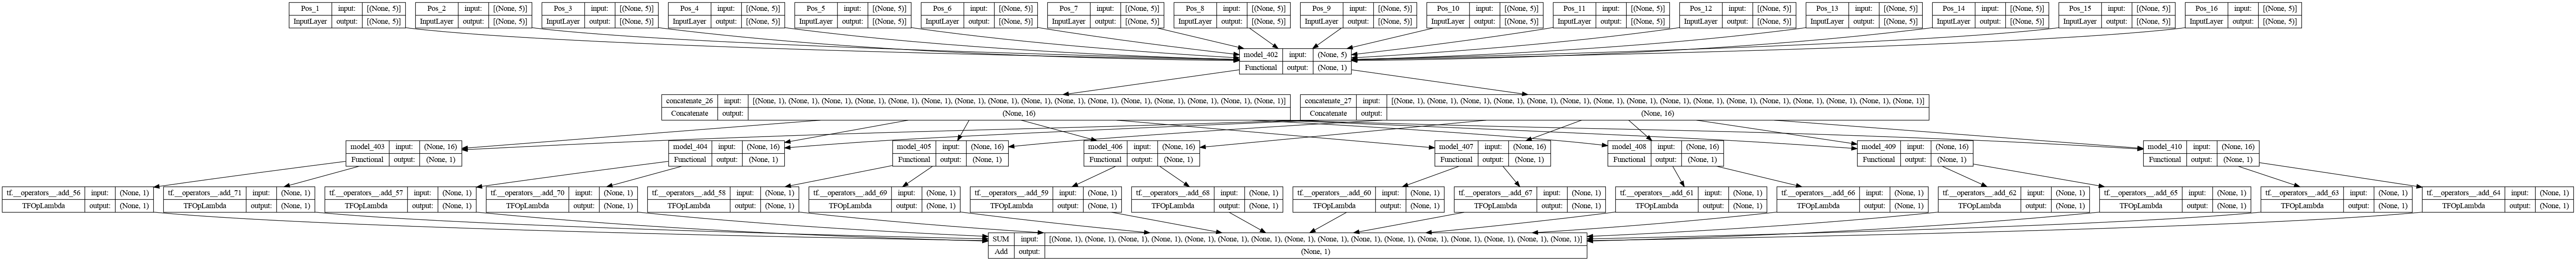 Pos_1 input: [(None, 5)] Pos_2 input: [(None, 5)] Pos_3 input: [(None, 5)] Pos_4 input: [(None, 5)] Pos_5 input: [(None, 5)] Pos_6 input: [(None, 5)] Pos_7 input: [(None, 5)] Pos_8 input: [(None, 5)] Pos_9 input: [(None, 5)] Pos_10 input: [(None, 5)] Pos_11 input: [(None, 5)] Pos_12 input: [(None, 5)] Pos_13 input: [(None, 5)] Pos_14 input: [(None, 5)] Pos_15 input: [(None, 5)] Pos_16 input: [(None, 5)]
InputLayer output: [(None, 5)] InputLayer output: [(None, 5)] InputLayer output: [(None, 5)] InputLayer output: [(None, 5)] InputLayer output: [(None, 5)] InputLayer output: [(None, 5)] InputLayer output: [(None, 5)] InputLayer output: [(None, 5)] InputLayer output: [(None, 5)] InputLayer output: [(None, 5)] InputLayer output: [(None, 5)] InputLayer output: [(None, 5)] InputLayer output: [(None, 5)] InputLayer output: [(None, 5)] InputLayer output: [(None, 5)] InputLayer output: [(None, 5)]
model_402 input: (None, 5)
Functional output: (None, 1)
concatenate_26 input: [(None, 1), (None, 1), (None, 1), (None, 1), (None, 1), (None, 1), (None, 1), (None, 1), (None, 1), (None, 1), (None, 1), (None, 1), (None, 1), (None, 1), (None, 1), (None, 1)] concatenate_27 input: [(None, 1), (None, 1), (None, 1), (None, 1), (None, 1), (None, 1), (None, 1), (None, 1), (None, 1), (None, 1), (None, 1), (None, 1), (None, 1), (None, 1), (None, 1), (None, 1)]
Concatenate output: (None, 16) Concatenate output: (None, 16)
model_403 input: (None, 16) model_404 input: (None, 16) model_405 input: (None, 16) model_406 input: (None, 16) model_407 input: (None, 16) model_408 input: (None, 16) model_409 input: (None, 16) model_410 input: (None, 16)
Functional output: (None, 1) Functional output: (None, 1) Functional output: (None, 1) Functional output: (None, 1) Functional output: (None, 1) Functional output: (None, 1) Functional output: (None, 1) Functional output: (None, 1)
tf.__operators__.add_56 input: (None, 1) tf.__operators__.add_71 input: (None, 1) tf.__operators__.add_57 input: (None, 1) tf.__operators__.add_70 input: (None, 1) tf.__operators__.add_58 input: (None, 1) tf.__operators__.add_69 input: (None, 1) tf.__operators__.add_59 input: (None, 1) tf.__operators__.add_68 input: (None, 1) tf.__operators__.add_60 input: (None, 1) tf.__operators__.add_67 input: (None, 1) tf.__operators__.add_61 input: (None, 1) tf.__operators__.add_66 input: (None, 1) tf.__operators__.add_62 input: (None, 1) tf.__operators__.add_65 input: (None, 1) tf.__operators__.add_63 input: (None, 1) tf.__operators__.add_64 input: (None, 1)
TFOpLambda output: (None, 1) TFOpLambda output: (None, 1) TFOpLambda output: (None, 1) TFOpLambda output: (None, 1) TFOpLambda output: (None, 1) TFOpLambda output: (None, 1) TFOpLambda output: (None, 1) TFOpLambda output: (None, 1) TFOpLambda output: (None, 1) TFOpLambda output: (None, 1) TFOpLambda output: (None, 1) TFOpLambda output: (None, 1) TFOpLambda output: (None, 1) TFOpLambda output: (None, 1) TFOpLambda output: (None, 1) TFOpLambda output: (None, 1)
SUM input: [(None, 1), (None, 1), (None, 1), (None, 1), (None, 1), (None, 1), (None, 1), (None, 1), (None, 1), (None, 1), (None, 1), (None, 1), (None, 1), (None, 1), (None, 1), (None, 1)]
Add output: (None, 1)